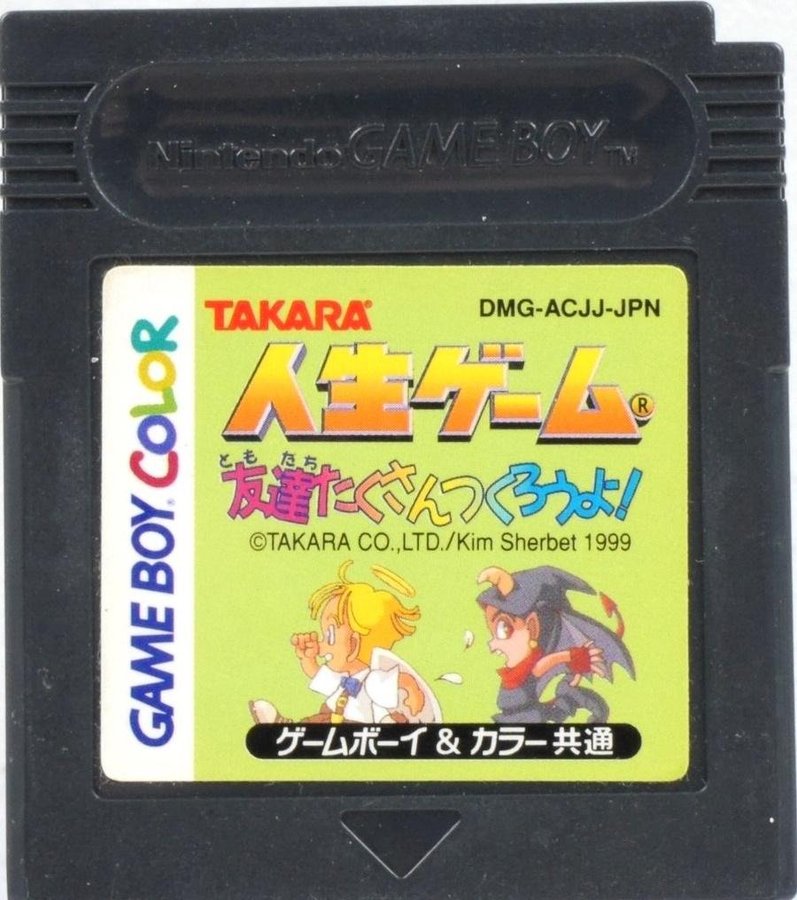 Nintendo GAME BOY™
GAME BOY® COLOR
TAKARA®
DMG-ACJJ-JPN
人生ゲーム®
とも だち
友達たくさんつくろうよ!
©TAKARA CO.,LTD./Kim Sherbet 1999
ゲームボーイ & カラー共通